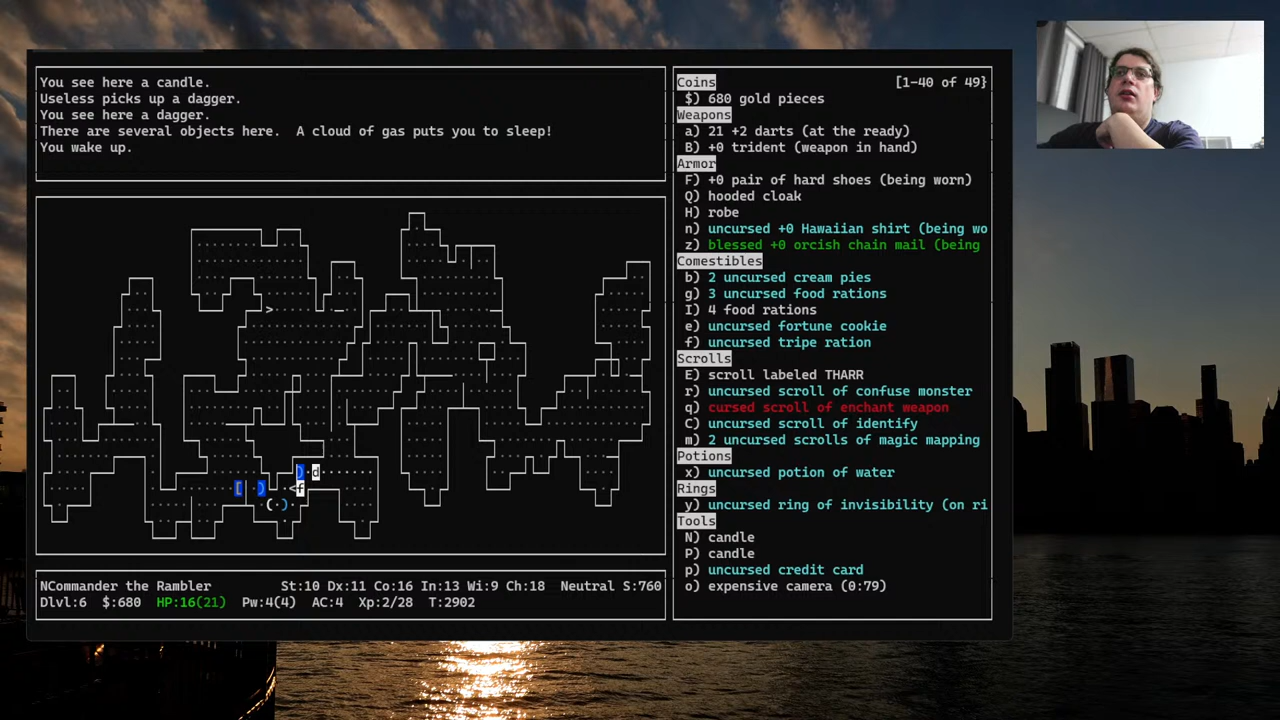 You see here a candle.
Useless picks up a dagger.
You see here a dagger.
There are several objects here.  A cloud of gas puts you to sleep!
You wake up.
NCommander the Rambler St:10 Dx:11 Co:16 In:13 Wi:9 Ch:18 Neutral S:760
Dlvl:6 $:680 HP:16(21) Pw:4(4) AC:4 Xp:2/28 T:2902
Coins [1-40 of 49}
$) 680 gold pieces
Weapons
a) 21 +2 darts (at the ready)
B) +0 trident (weapon in hand)
Armor
F) +0 pair of hard shoes (being worn)
Q) hooded cloak
H) robe
n) uncursed +0 Hawaiian shirt (being wo
z) blessed +0 orcish chain mail (being
Comestibles
b) 2 uncursed cream pies
g) 3 uncursed food rations
I) 4 food rations
e) uncursed fortune cookie
f) uncursed tripe ration
Scrolls
E) scroll labeled THARR
r) uncursed scroll of confuse monster
q) cursed scroll of enchant weapon
C) uncursed scroll of identify
m) 2 uncursed scrolls of magic mapping
Potions
x) uncursed potion of water
Rings
y) uncursed ring of invisibility (on ri
Tools
N) candle
P) candle
p) uncursed credit card
o) expensive camera (0:79)